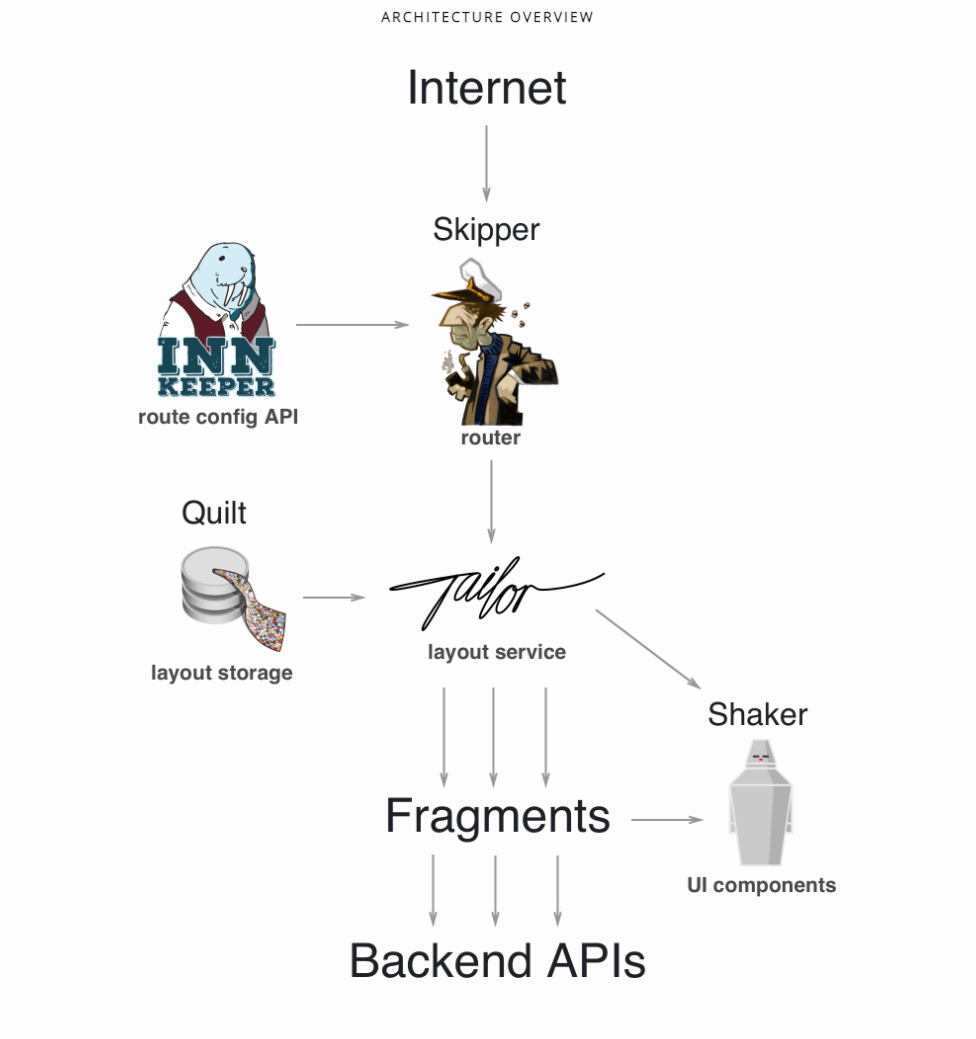 ARCHITECTURE OVERVIEW
Internet
Skipper
INN
KEEPER
route config API
router
Quilt
Tailor
layout storage
layout service
Shaker
Fragments
UI components
Backend APIs